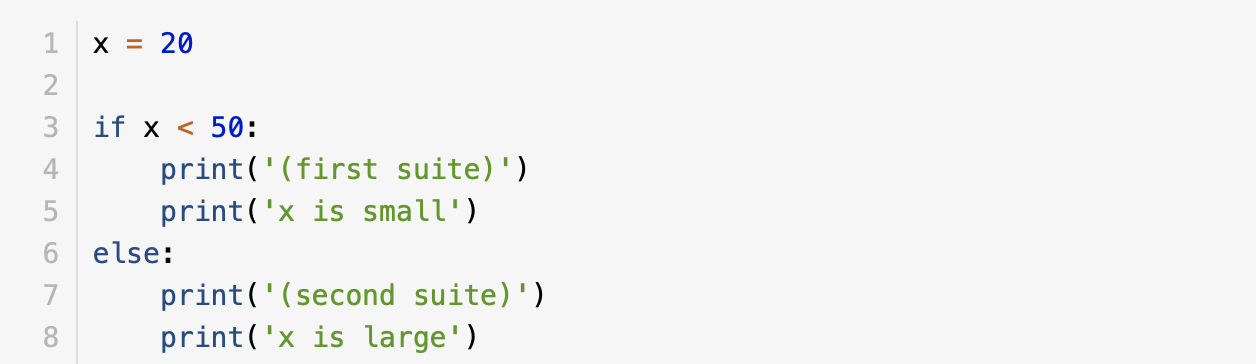 1 x = 20
2
3 if x < 50:
4     print('(first suite)')
5     print('x is small')
6 else:
7     print('(second suite)')
8     print('x is large')